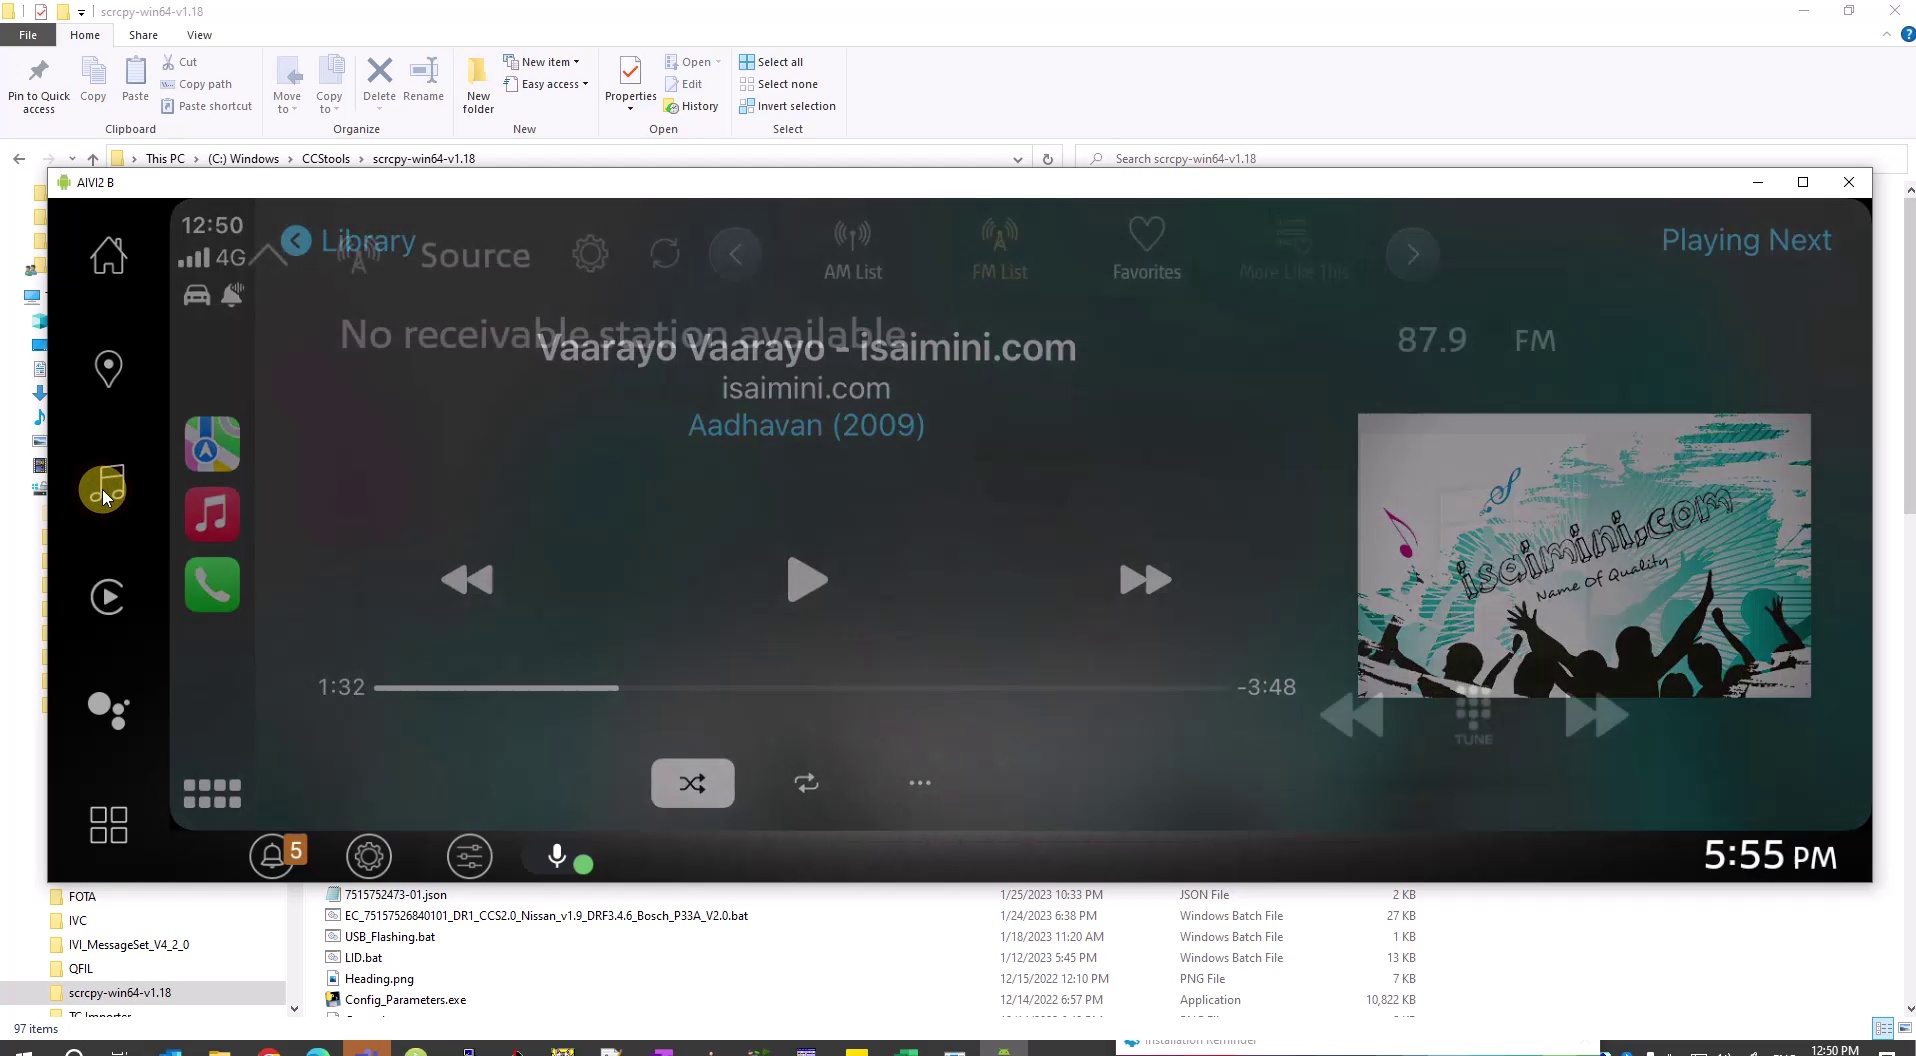 scrcpy-win64-v1.18
File
Home
Share
View
Pin to Quick access
Copy
Paste
Cut
Copy path
Paste shortcut
Clipboard
Move to
Copy to
Delete
Rename
Organize
New folder
New item
Easy access
New
Properties
Open
Edit
History
Open
Select all
Select none
Invert selection
Select
This PC
(C:) Windows
CCStools
scrcpy-win64-v1.18
Search scrcpy-win64-v1.18
AIVI2 B
12:50
4G
Library
Source
AM List
FM List
Favorites
More Like This
Playing Next
No receivable station available
Vaarayo Vaarayo - isaimini.com
isaimini.com
Aadhavan (2009)
87.9 FM
isaimini.com
Name Of Quality
1:32
-3:48
TUNE
5
5:55 PM
FOTA
IVC
IVI_MessageSet_V4_2_0
QFIL
scrcpy-win64-v1.18
TC Importer
7515752473-01.json 1/25/2023 10:33 PM JSON File 2 KB
EC_75157526840101_DR1_CCS2.0_Nissan_v1.9_DRF3.4.6_Bosch_P33A_V2.0.bat 1/24/2023 6:38 PM Windows Batch File 27 KB
USB_Flashing.bat 1/18/2023 11:20 AM Windows Batch File 1 KB
LID.bat 1/12/2023 5:45 PM Windows Batch File 13 KB
Heading.png 12/15/2022 12:10 PM PNG File 7 KB
Config_Parameters.exe 12/14/2022 6:57 PM Application 10,822 KB
97 items
Installation Reminder
12:50 PM